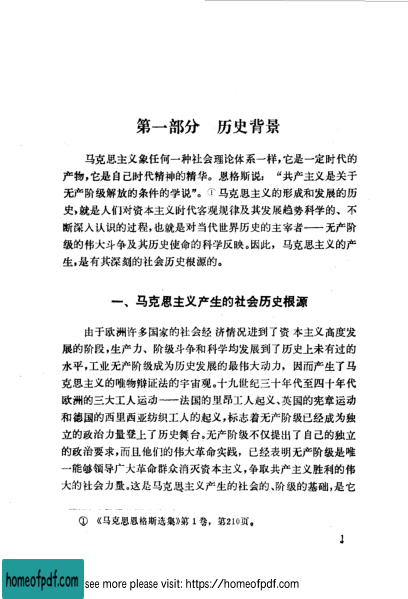 第一部分　历史背景
马克思主义象任何一种社会理论体系一样，它是一定时代的
产物，它是自己时代精神的精华。恩格斯说：“共产主义是关于
无产阶级解放的条件的学说”。①马克思主义的形成和发展的历
史，就是人们对资本主义时代客观规律及其发展趋势科学的、不
断深入认识的过程，也就是对当代世界历史的主宰者——无产阶
级的伟大斗争及其历史使命的科学反映。因此，马克思主义的产
生，是有其深刻的社会历史根源的。
一、马克思主义产生的社会历史根源
由于欧洲许多国家的社会经 济情况进到了资 本主义高度发
展的阶段，生产力、阶级斗争和科学均发展到了历史上未有过的
水平，工业无产阶级成为历史发展的最伟大动力，因而产生了马
克思主义的唯物辩证法的宇宙观。十九世纪三十年代至四十年代
欧洲的三大工人运动——法国的里昂工人起义、英国的宪章运动
和德国的西里西亚纺织工人的起义，标志着无产阶级已经成为独
立的政治力量登上了历史舞台。无产阶级不仅提出了自己的独立
的政治要求，而且他们的伟大革命实践，已经表明无产阶级是唯
一能够领导广大革命群众消灭资本主义，争取共产主义胜利的伟
大的社会力量。这是马克思主义产生的社会的、阶级的基础，是它
① 《马克思恩格斯选集》第1卷，第210页。
1
homeofpdf.com
see more please visit: https://homeofpdf.com